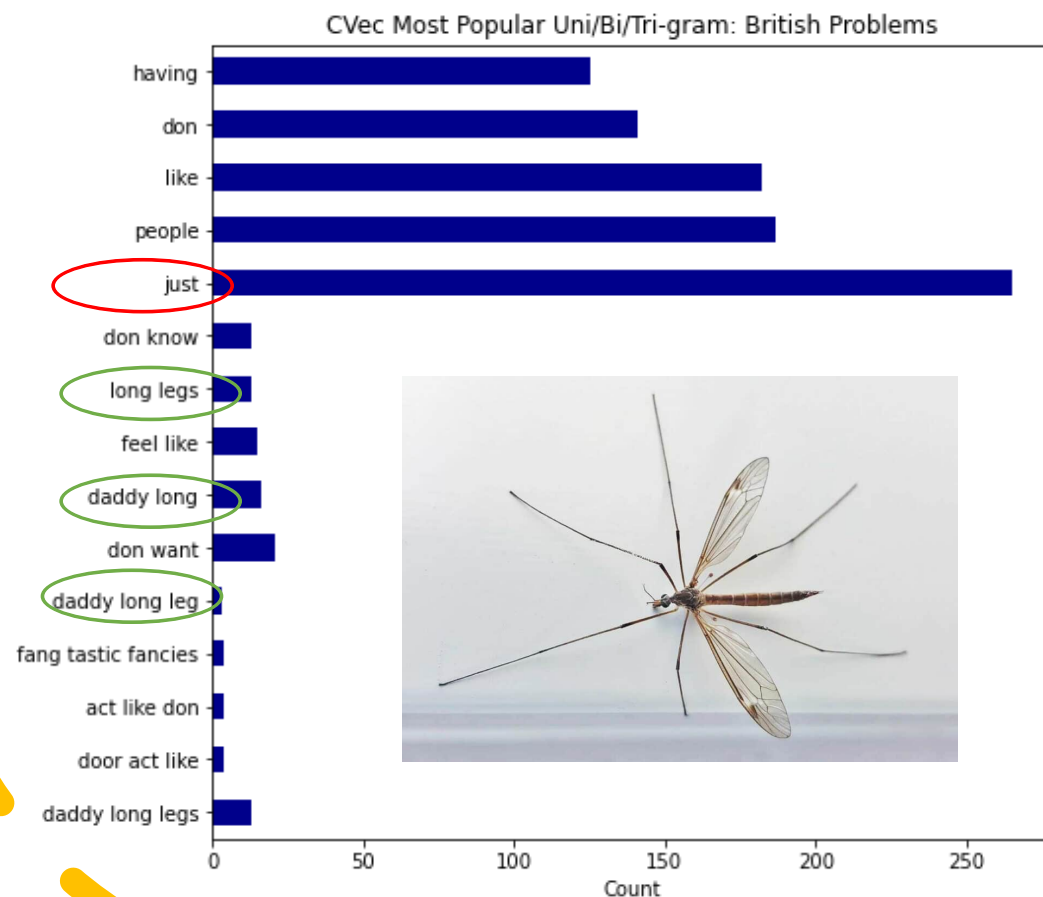 CVec Most Popular Uni/Bi/Tri-gram: British Problems
having
don
like
people
just
don know
long legs
feel like
daddy long
don want
daddy long leg
fang tastic fancies
act like don
door act like
daddy long legs
0 50 100 150 200 250
Count